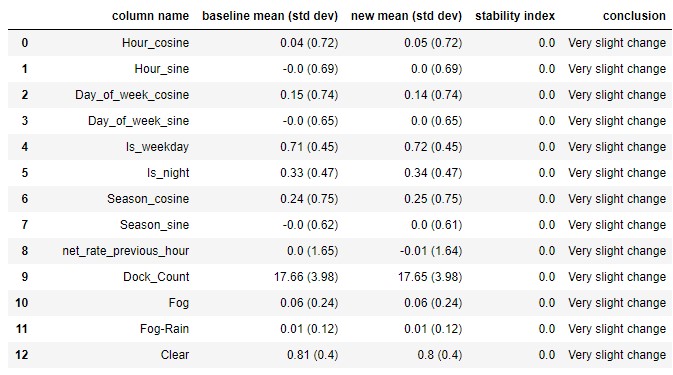 column name baseline mean (std dev) new mean (std dev) stability index conclusion
0 Hour_cosine 0.04 (0.72) 0.05 (0.72) 0.0 Very slight change
1 Hour_sine -0.0 (0.69) 0.0 (0.69) 0.0 Very slight change
2 Day_of_week_cosine 0.15 (0.74) 0.14 (0.74) 0.0 Very slight change
3 Day_of_week_sine -0.0 (0.65) 0.0 (0.65) 0.0 Very slight change
4 Is_weekday 0.71 (0.45) 0.72 (0.45) 0.0 Very slight change
5 Is_night 0.33 (0.47) 0.34 (0.47) 0.0 Very slight change
6 Season_cosine 0.24 (0.75) 0.25 (0.75) 0.0 Very slight change
7 Season_sine -0.0 (0.62) 0.0 (0.61) 0.0 Very slight change
8 net_rate_previous_hour 0.0 (1.65) -0.01 (1.64) 0.0 Very slight change
9 Dock_Count 17.66 (3.98) 17.65 (3.98) 0.0 Very slight change
10 Fog 0.06 (0.24) 0.06 (0.24) 0.0 Very slight change
11 Fog-Rain 0.01 (0.12) 0.01 (0.12) 0.0 Very slight change
12 Clear 0.81 (0.4) 0.8 (0.4) 0.0 Very slight change